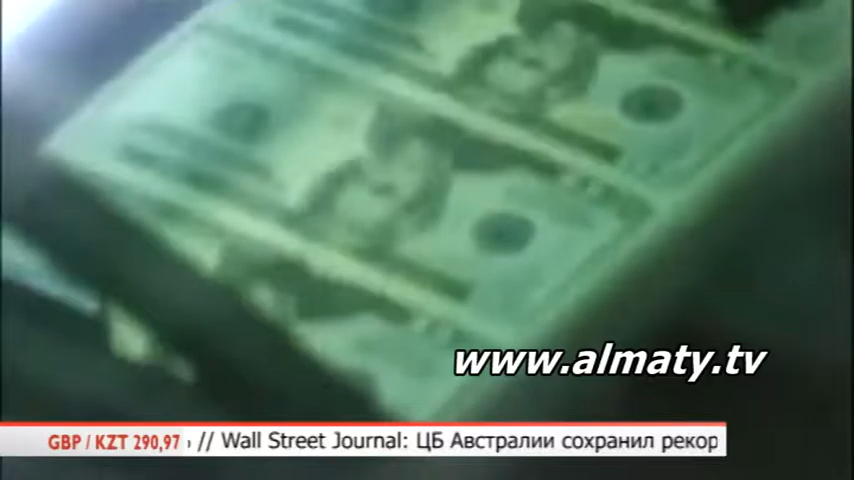 www.almaty.tv
GBP / KZT 290,97 // Wall Street Journal: ЦБ Австралии сохранил рекор